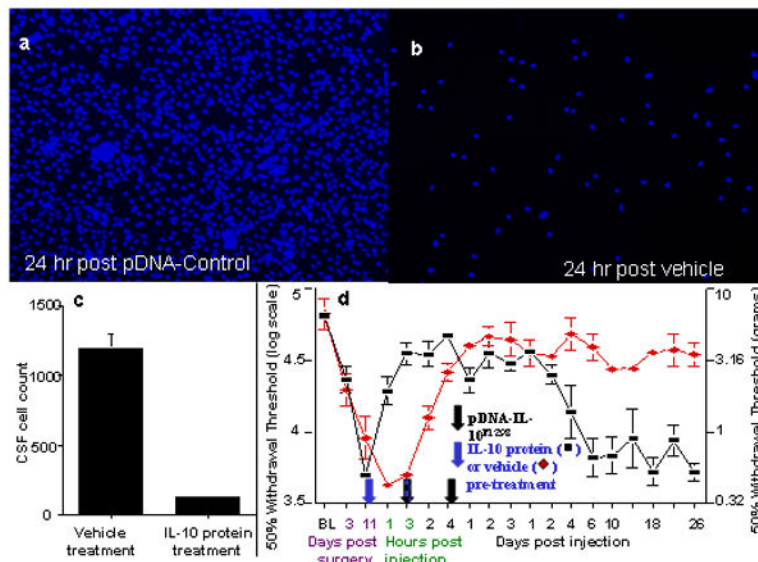 a
24 hr post pDNA-Control
b
24 hr post vehicle
c
CSF cell count
1500
1000
500
0
Vehicle treatment
IL-10 protein treatment
d
50% Withdrawal Threshold (log scale)
5
4.5
4
3.5
50% Withdrawal Threshold (grams)
10
3.16
1
0.32
pDNA-IL-
IL-10 protein ( )
or vehicle ( )
pre-treatment
BL 3 11 1 3 2 4 1 2 3 1 2 4 6 10 18 26
Days post surgery
Hours post injection
Days post injection